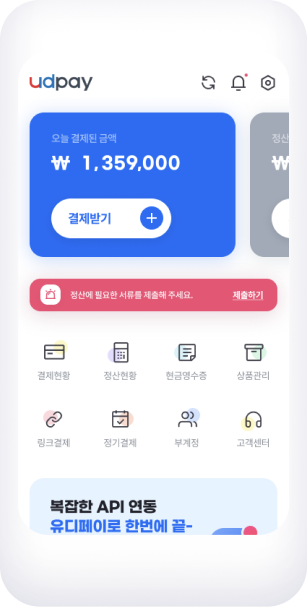 udpay
오늘 결제된 금액
₩ 1,359,000
결제받기
정산
₩
정산에 필요한 서류를 제출해 주세요. 제출하기
결제현황 정산현황 현금영수증 상품관리
링크결제 정기결제 부계정 고객센터
복잡한 API 연동
유디페이로 한번에 끝-